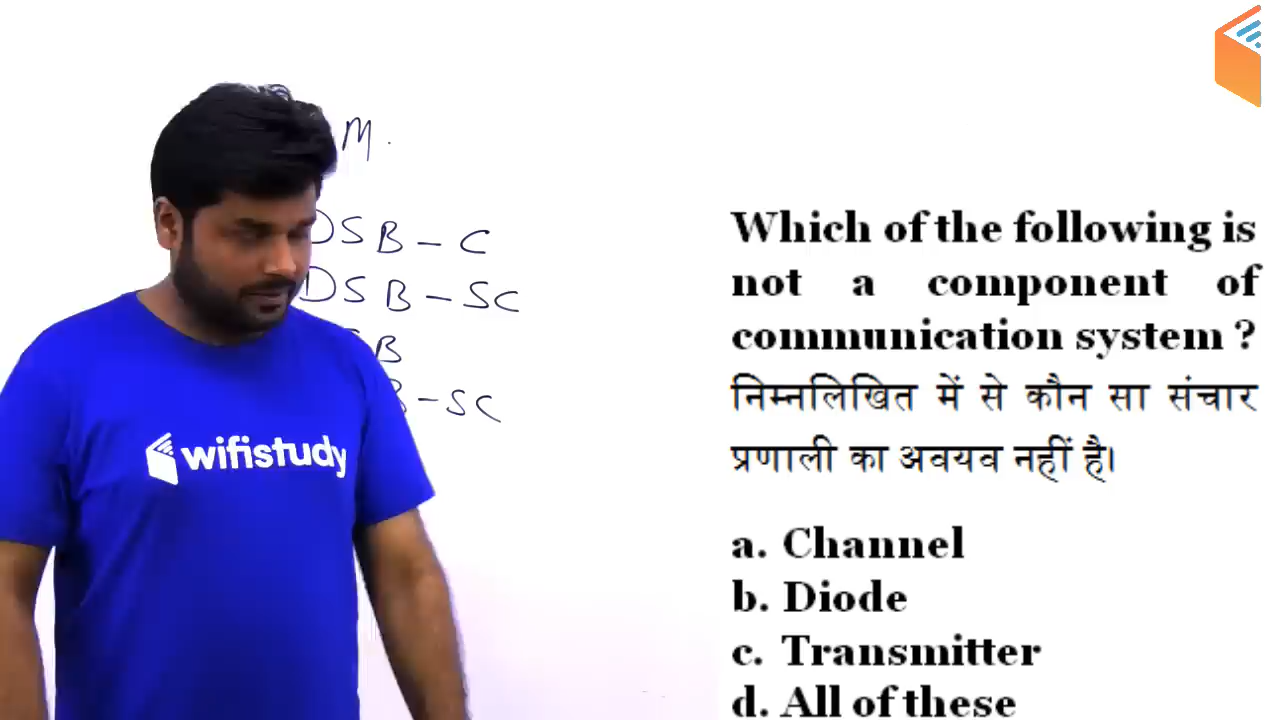 M.
DSB - C
DSB - SC
B
B - SC
wifistudy
Which of the following is
not a component of
communication system ?
निम्नलिखित में से कौन सा संचार
प्रणाली का अवयव नहीं है।
a. Channel
b. Diode
c. Transmitter
d. All of these